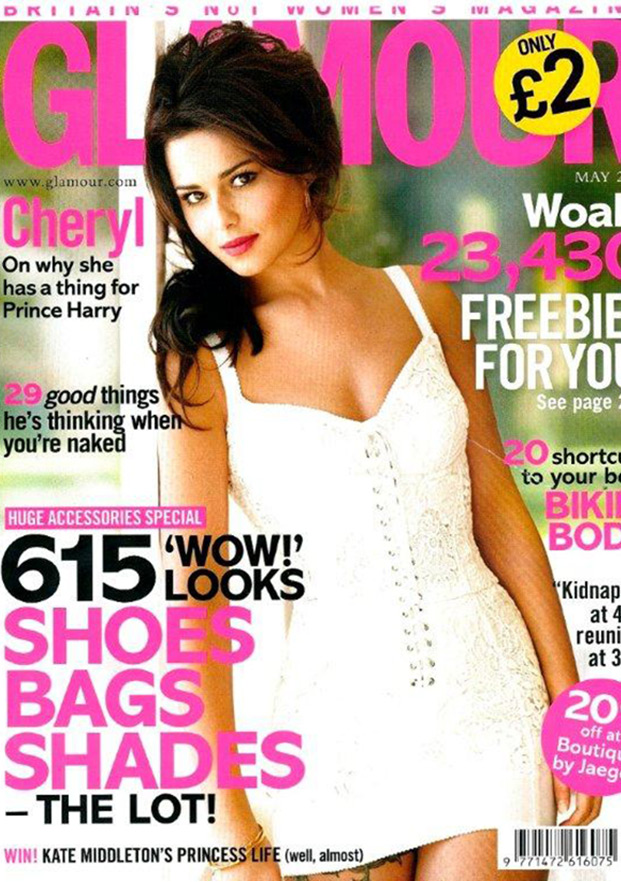 BRITAIN'S No1 WOMEN'S MAGAZIN
GLAMOUR
ONLY
£2
www.glamour.com
MAY 2
Cheryl
On why she
has a thing for
Prince Harry
29 good things
he's thinking when
you're naked
Woah
23,430
FREEBIE
FOR YOU
See page 2
20 shortcu
to your be
BIKI
BOD
"Kidnap
at 4
reuni
at 3
20
off at
Boutiqu
by Jaeg
HUGE ACCESSORIES SPECIAL
615 'WOW!'
LOOKS
SHOES
BAGS
SHADES
– THE LOT!
WIN! KATE MIDDLETON'S PRINCESS LIFE (well, almost)
9 771472 616075